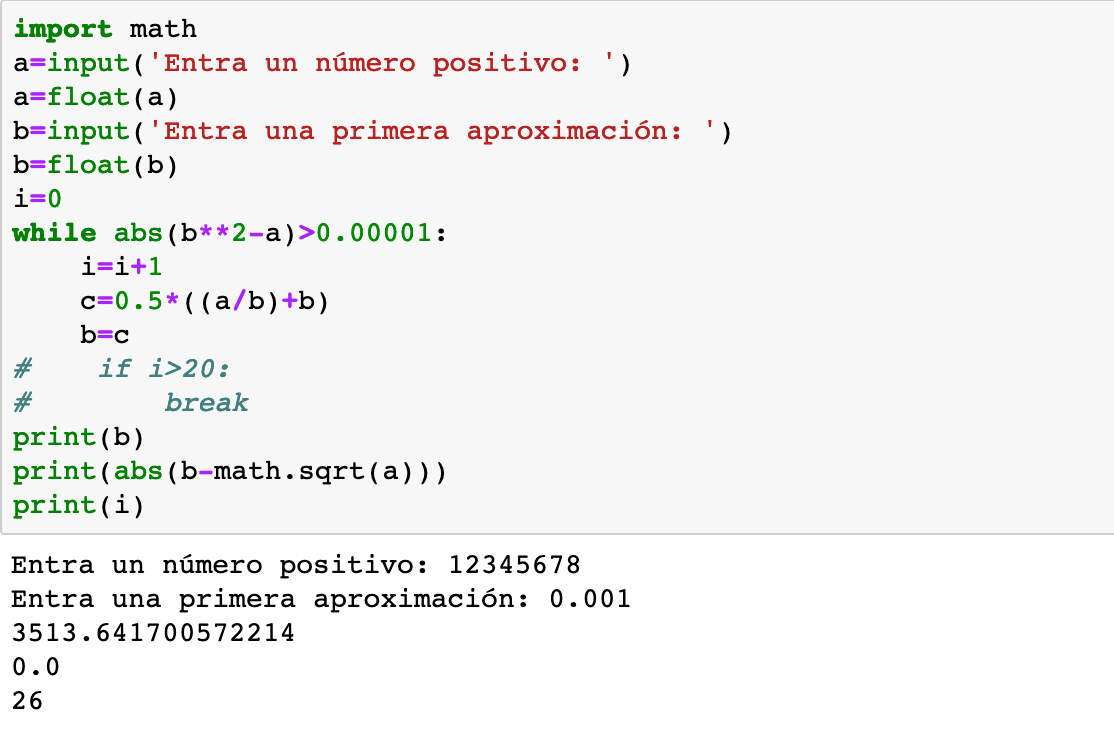 import math
a=input('Entra un número positivo: ')
a=float(a)
b=input('Entra una primera aproximación: ')
b=float(b)
i=0
while abs(b**2-a)>0.00001:
    i=i+1
    c=0.5*((a/b)+b)
    b=c
#    if i>20:
#        break
print(b)
print(abs(b-math.sqrt(a)))
print(i)
Entra un número positivo: 12345678
Entra una primera aproximación: 0.001
3513.641700572214
0.0
26